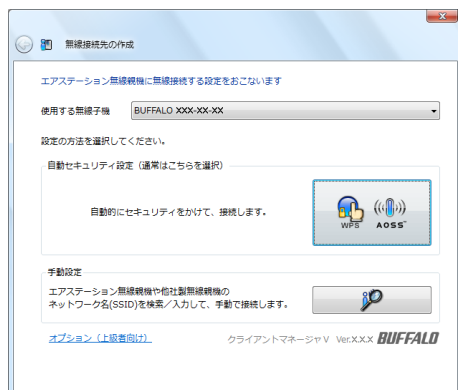 無線接続先の作成
エアステーション無線親機に無線接続する設定をおこないます
使用する無線子機 BUFFALO XXX-XX-XX
設定の方法を選択してください。
自動セキュリティ設定（通常はこちらを選択）
自動的にセキュリティをかけて、接続します。
WPS AOSS™
手動設定
エアステーション無線親機や他社製無線親機の
ネットワーク名(SSID)を検索／入力して、手動で接続します。
オプション（上級者向け） クライアントマネージャ V Ver.X.X.X BUFFALO